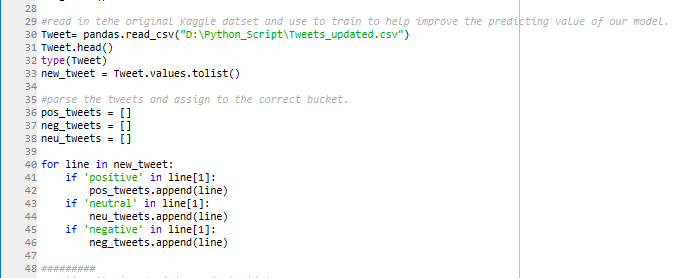 28
29 #read in tehe original Kaggle datset and use to train to help improve the predicting value of our model.
30 Tweet= pandas.read_csv("D:\Python_Script\Tweets_updated.csv")
31 Tweet.head()
32 type(Tweet)
33 new_tweet = Tweet.values.tolist()
34
35 #parse the tweets and assign to the correct bucket.
36 pos_tweets = []
37 neg_tweets = []
38 neu_tweets = []
39
40 for line in new_tweet:
41     if 'positive' in line[1]:
42         pos_tweets.append(line)
43     if 'neutral' in line[1]:
44         neu_tweets.append(line)
45     if 'negative' in line[1]:
46         neg_tweets.append(line)
47
48 #########